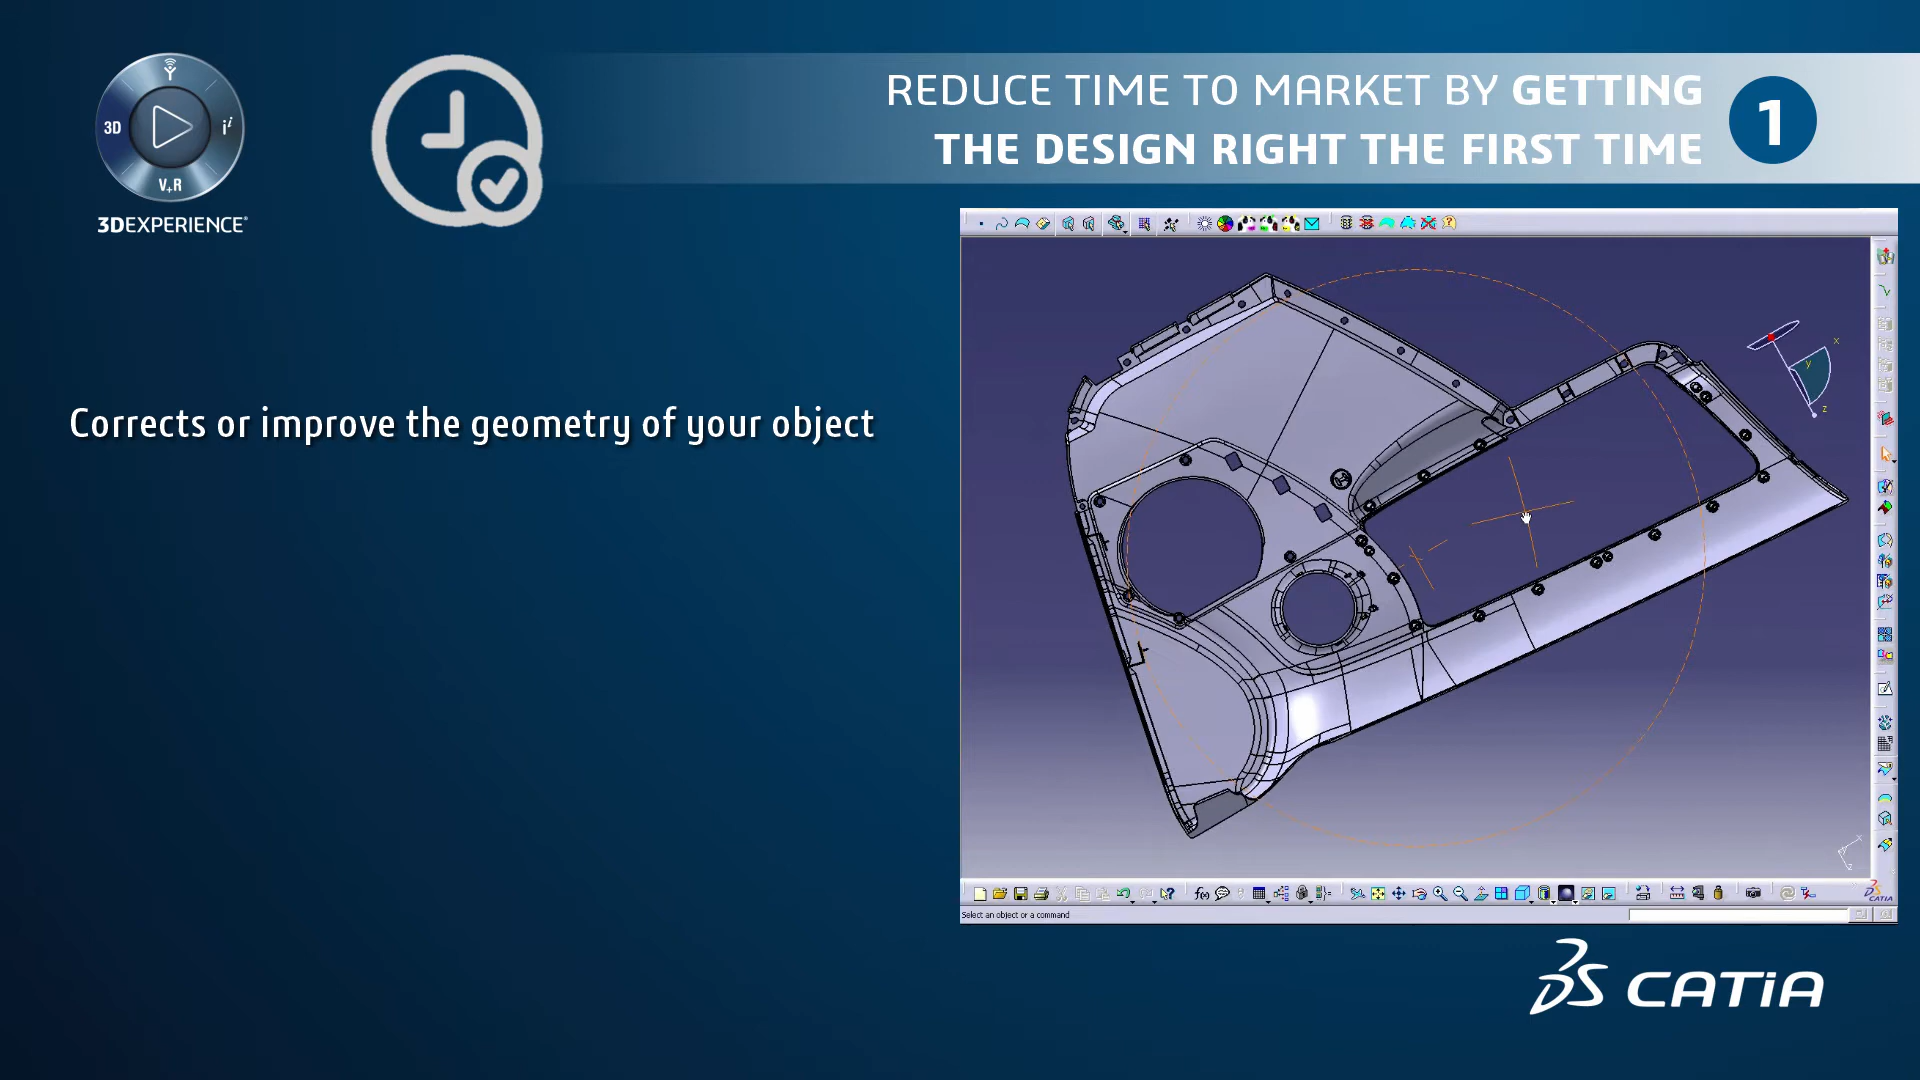 3D
V+R
3DEXPERIENCE®
REDUCE TIME TO MARKET BY GETTING
THE DESIGN RIGHT THE FIRST TIME
1
Corrects or improve the geometry of your object
x
y
z
f(x)
CATIA
Select an object or a command
CATIA